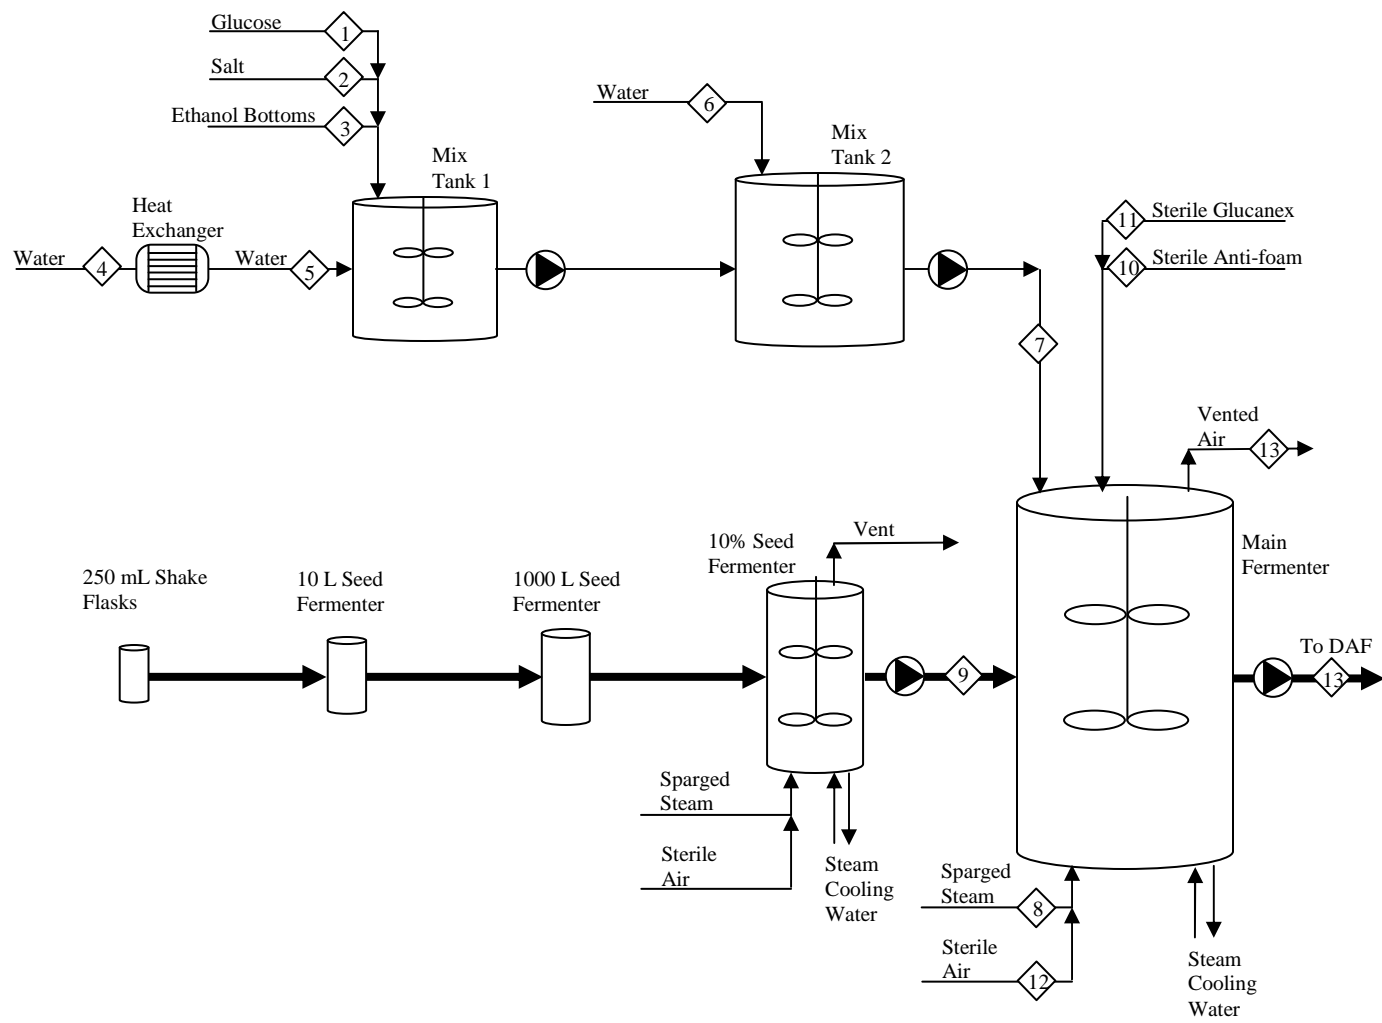 Glucose
1
Salt
2
Ethanol Bottoms
3
Water
6
Mix
Tank 1
Mix
Tank 2
Heat
Exchanger
Water
4
Water
5
11
Sterile Glucanex
10
Sterile Anti-foam
7
Vented
Air
13
250 mL Shake
Flasks
10 L Seed
Fermenter
1000 L Seed
Fermenter
10% Seed
Fermenter
Vent
Main
Fermenter
9
To DAF
13
Sparged
Steam
Sterile
Air
Steam
Cooling
Water
Sparged
Steam
8
Sterile
Air
12
Steam
Cooling
Water